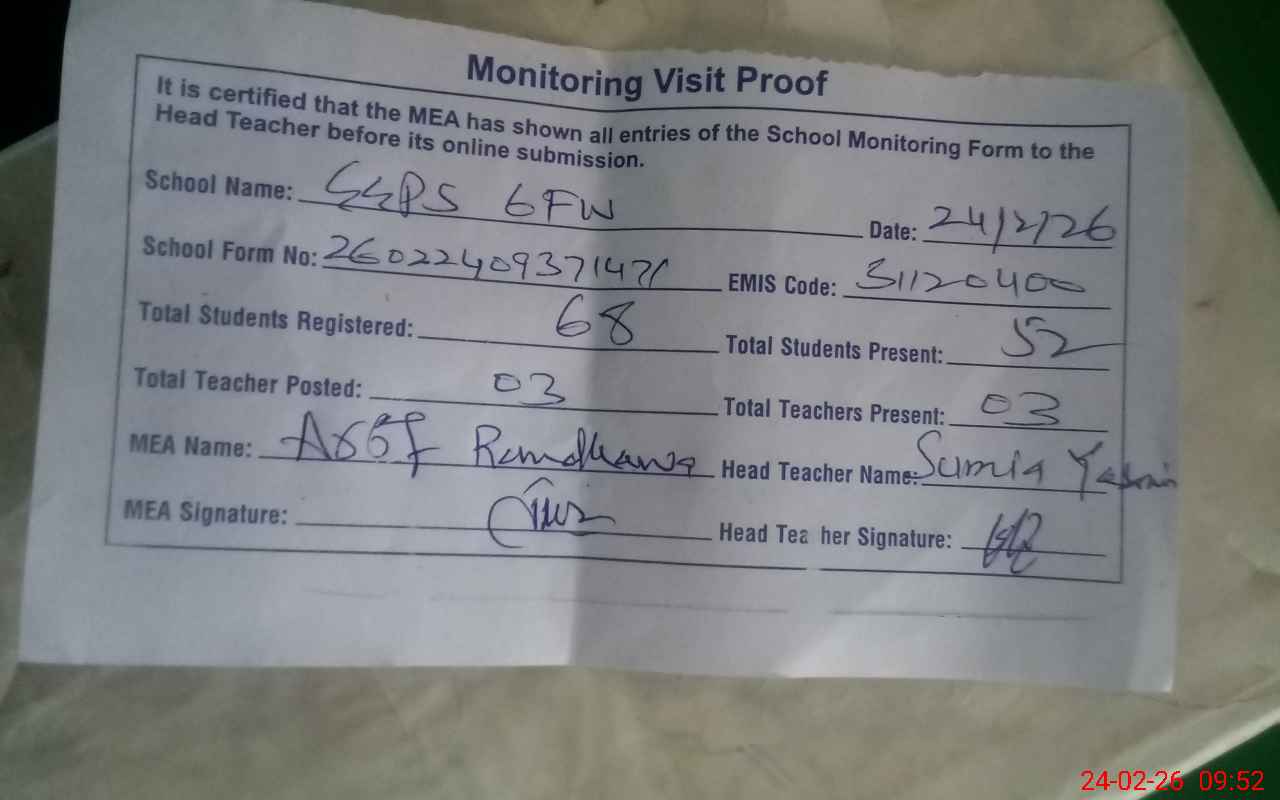 Monitoring Visit Proof
It is certified that the MEA has shown all entries of the School Monitoring Form to the
Head Teacher before its online submission.
School Name: GGPS 6FW Date: 24/2/26
School Form No: 26022409371471 EMIS Code: 31120400
Total Students Registered: 68 Total Students Present: 52
Total Teacher Posted: 03 Total Teachers Present: 03
MEA Name: Asif Randhawa Head Teacher Name: Sumia Yasmin
MEA Signature: Head Tea her Signature:
24-02-26 09:52